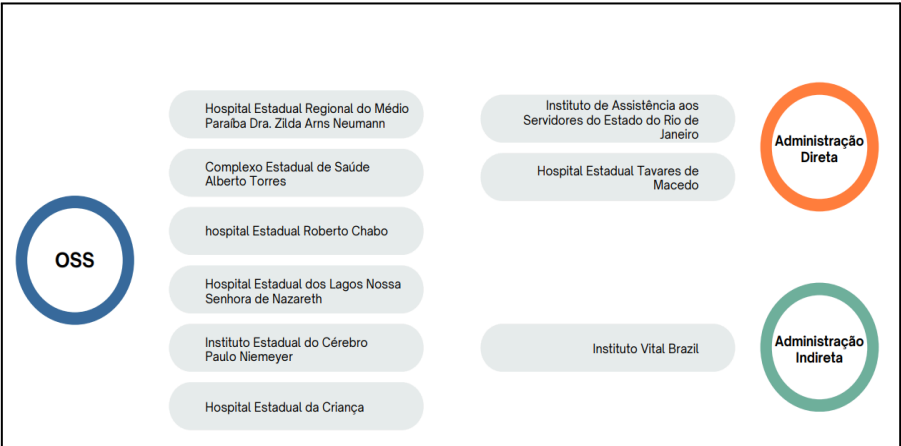 OSS
Hospital Estadual Regional do Médio
Paraíba Dra. Zilda Arns Neumann
Complexo Estadual de Saúde
Alberto Torres
hospital Estadual Roberto Chabo
Hospital Estadual dos Lagos Nossa
Senhora de Nazareth
Instituto Estadual do Cérebro
Paulo Niemeyer
Hospital Estadual da Criança
Instituto de Assistência aos
Servidores do Estado do Rio de
Janeiro
Hospital Estadual Tavares de
Macedo
Administração
Direta
Instituto Vital Brazil
Administração
Indireta